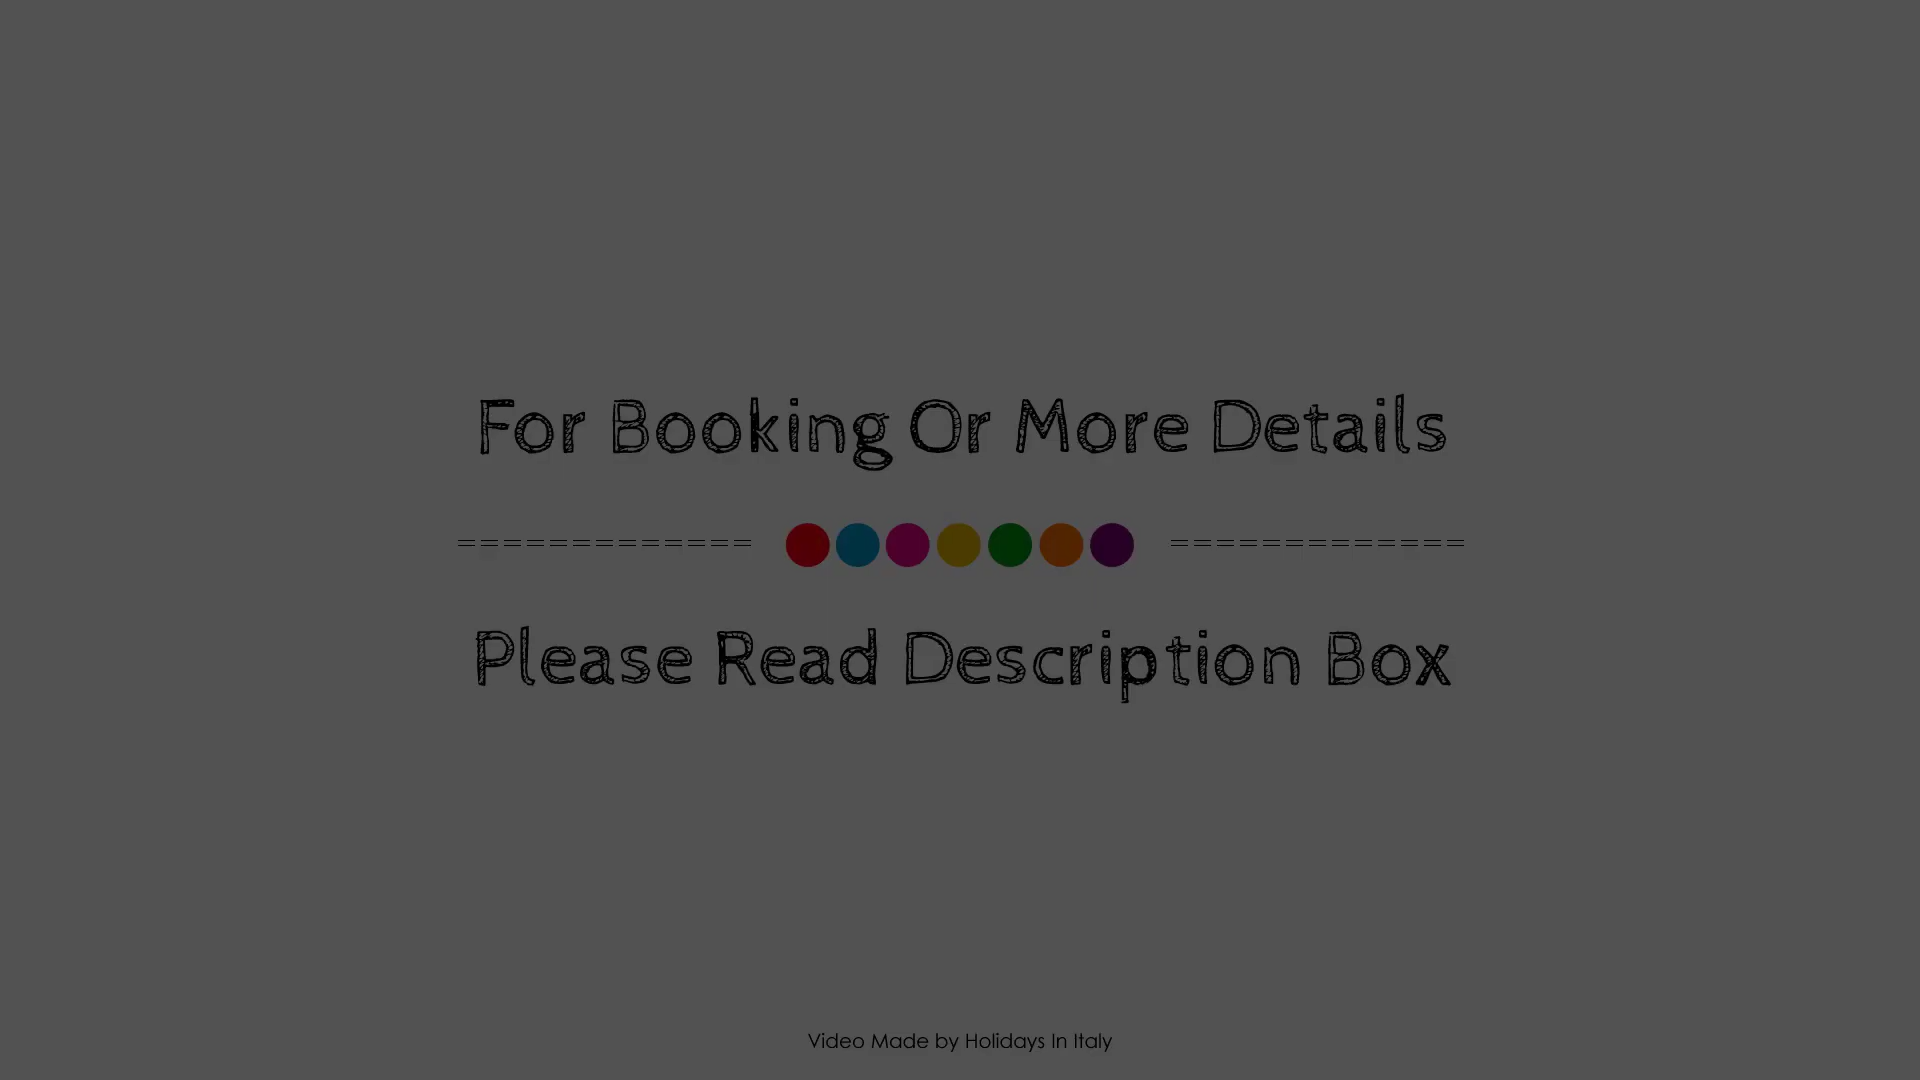 For Booking Or More Details
============= =============
Please Read Description Box
Video Made by Holidays In Italy